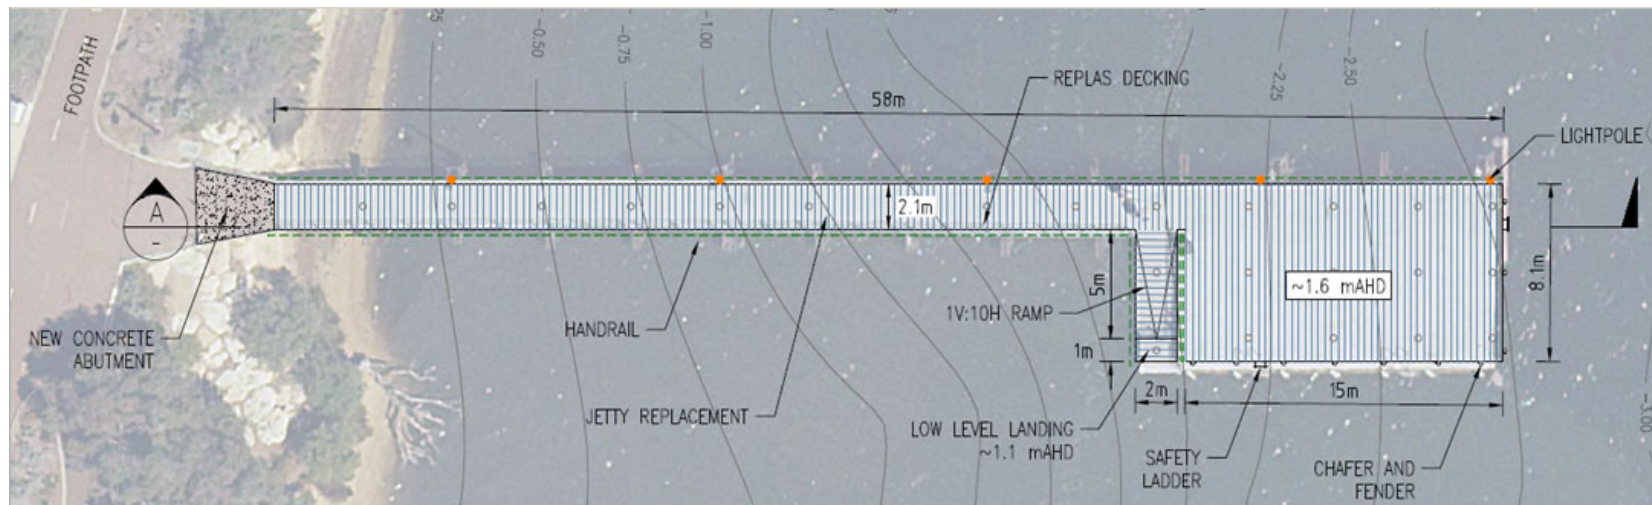 25
-0.50
-0.75
-1.00
-2.25
-2.50
-3.00
FOOTPATH
REPLAS DECKING
58m
LIGHTPOLE
A
-
2.1m
8.1m
5m
~1.6 mAHD
1V:10H RAMP
HANDRAIL
NEW CONCRETE
ABUTMENT
1m
2m
15m
JETTY REPLACEMENT
LOW LEVEL LANDING
~1.1 mAHD
SAFETY
LADDER
CHAFER AND
FENDER